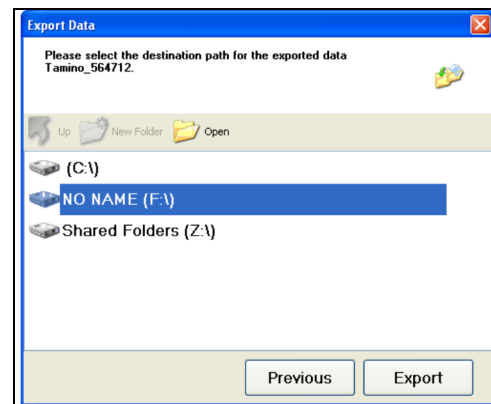 Export Data
Please select the destination path for the exported data
Tamino_564712.
Up New Folder Open
(C:\)
NO NAME (F:\)
Shared Folders (Z:\)
Previous Export